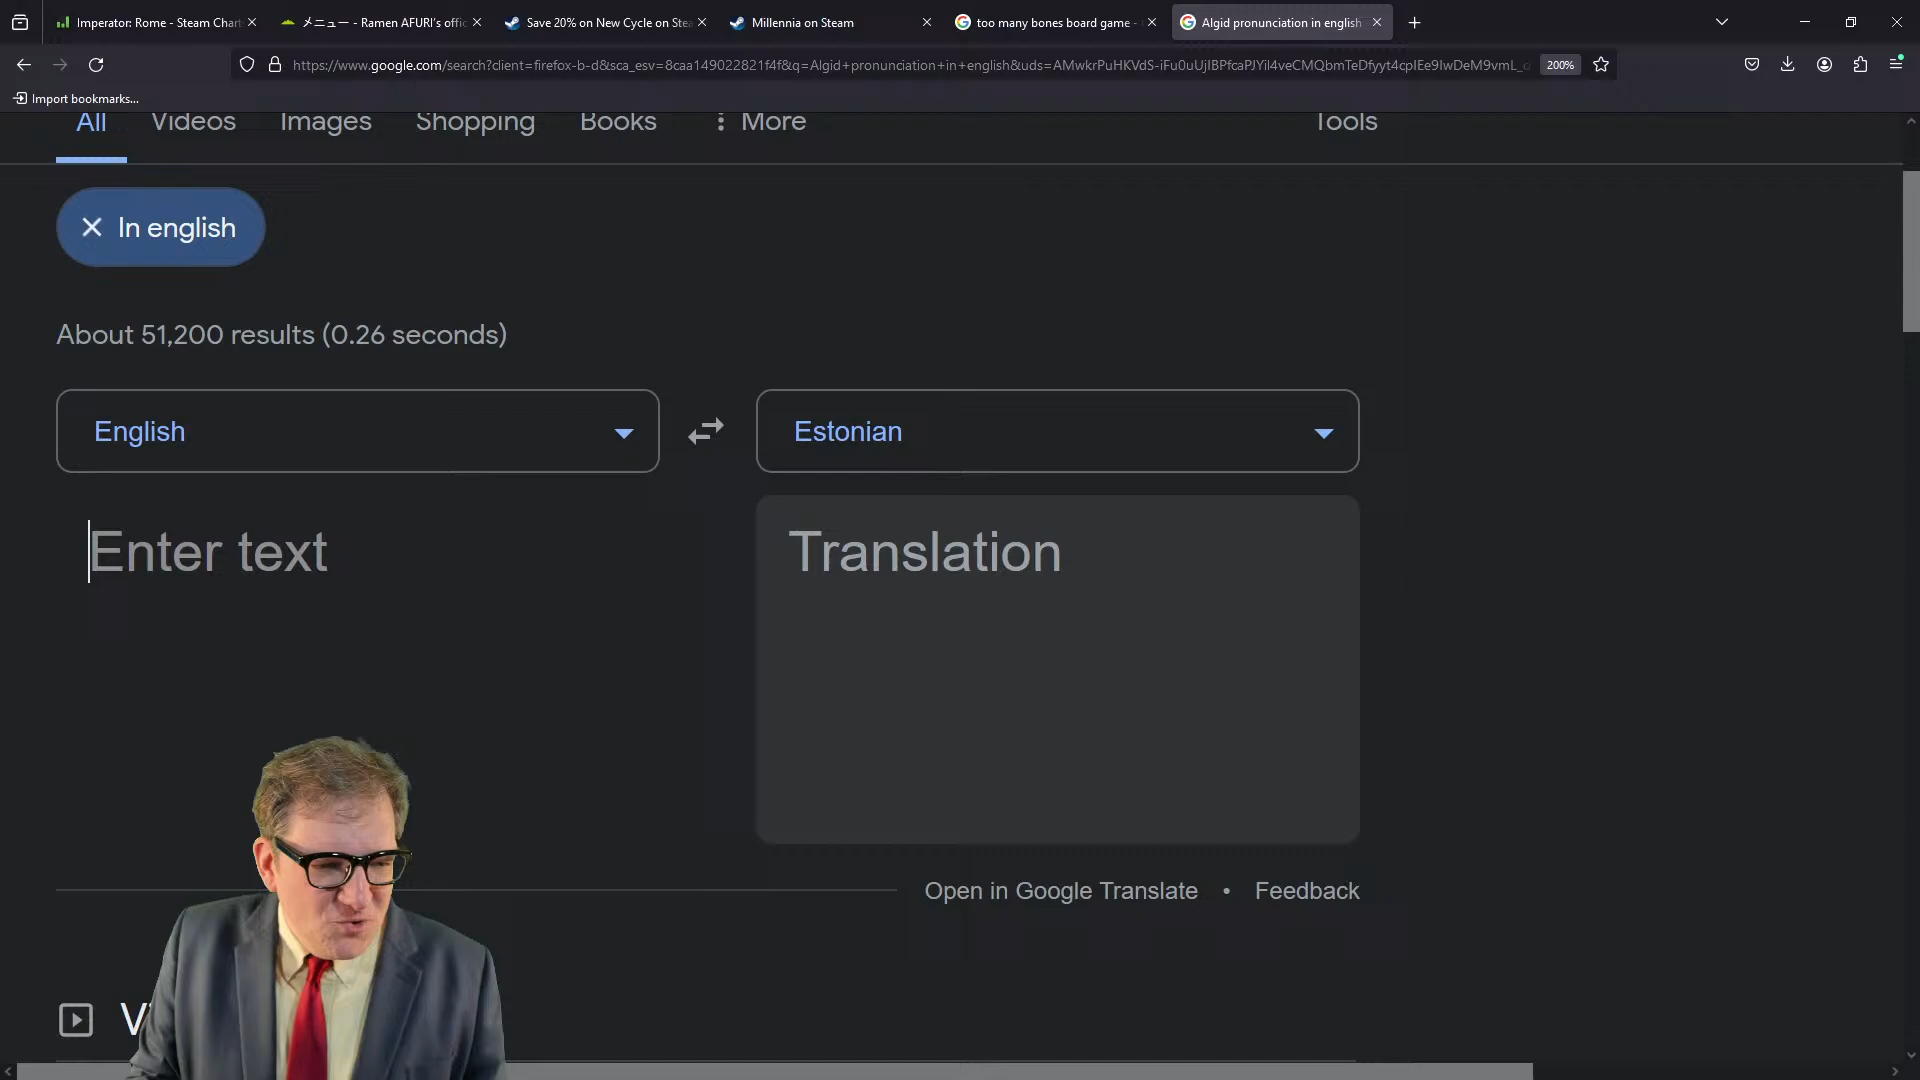 Imperator: Rome - Steam Chart
メニュー - Ramen AFURI's offic
Save 20% on New Cycle on Stea
Millennia on Steam
too many bones board game -
Algid pronunciation in english
https://www.google.com/search?client=firefox-b-d&sca_esv=8caa149022821f4f&q=Algid+pronunciation+in+english&uds=
200%
Import bookmarks...
All
Videos
Images
Shopping
Books
More
Tools
In english
About 51,200 results (0.26 seconds)
English
Estonian
Enter text
Translation
Open in Google Translate • Feedback